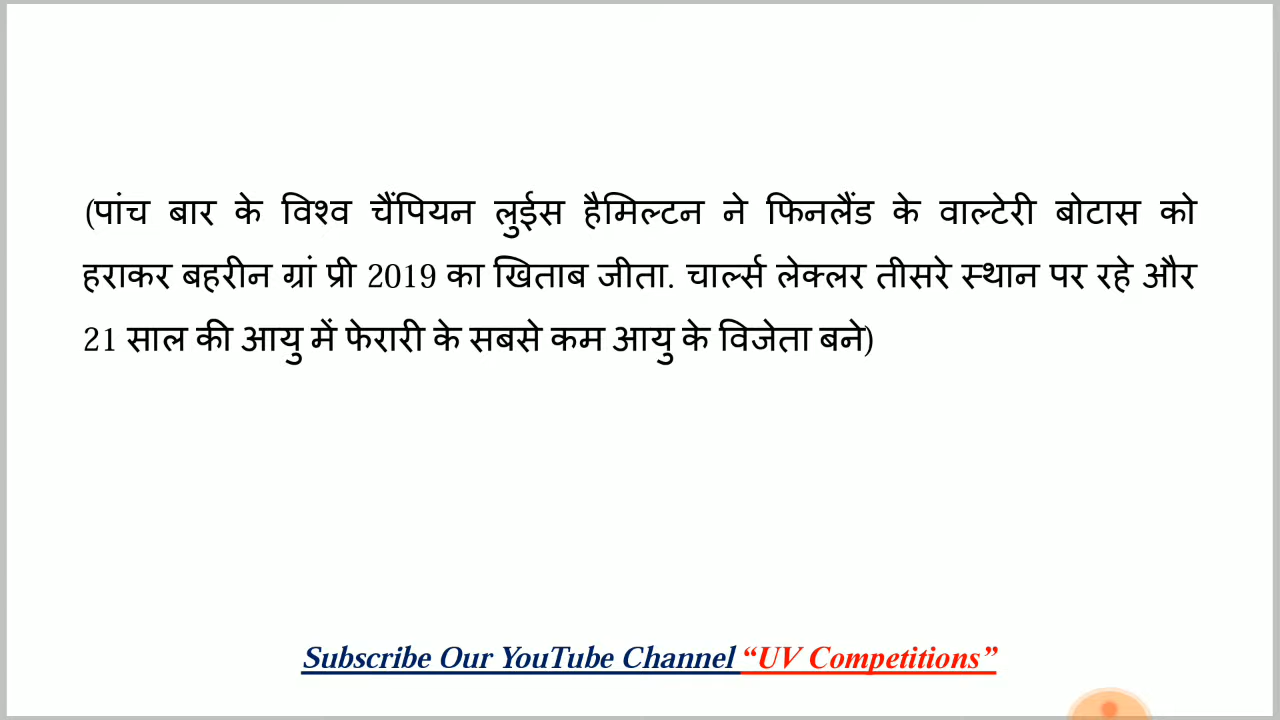 (पांच बार के विश्व चैंपियन लुईस हैमिल्टन ने फिनलैंड के वाल्टेरी बोटास को
हराकर बहरीन ग्रां प्री 2019 का खिताब जीता. चार्ल्स लेक्लर तीसरे स्थान पर रहे और
21 साल की आयु में फेरारी के सबसे कम आयु के विजेता बने)
Subscribe Our YouTube Channel “UV Competitions”